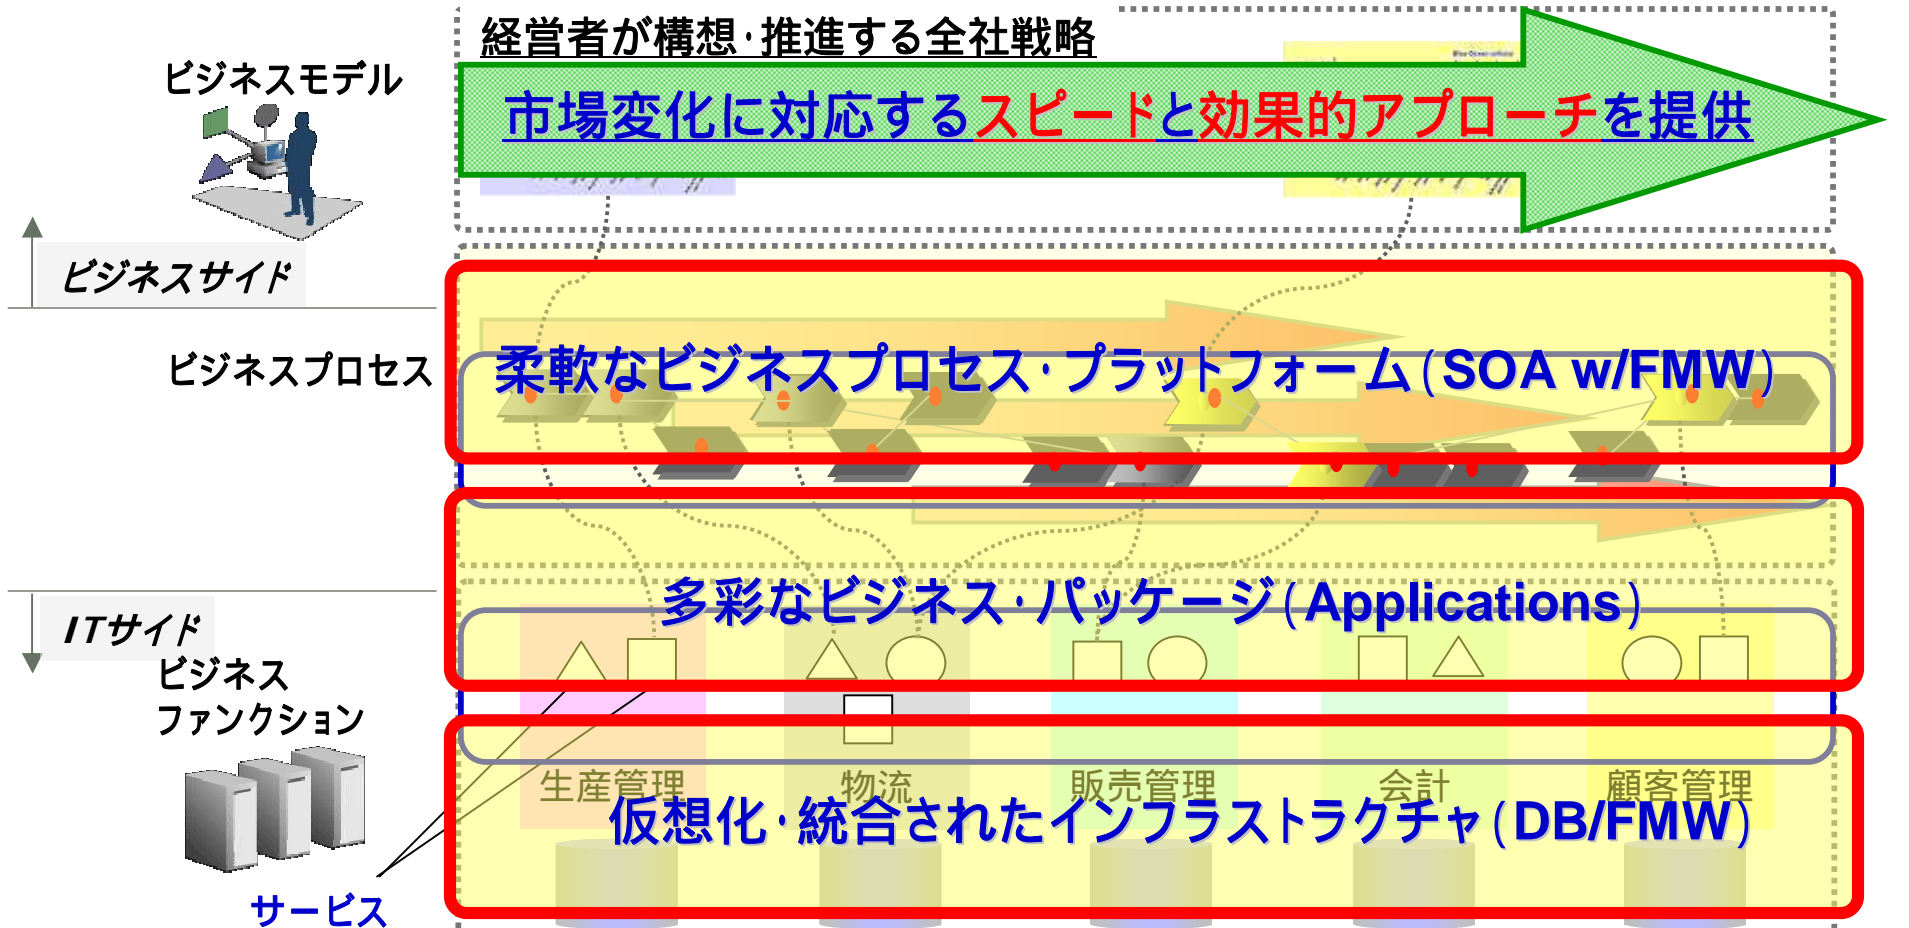 経営者が構想･推進する全社戦略
ビジネスモデル
市場変化に対応するスピードと効果的アプローチを提供
ビジネスサイド
ビジネスプロセス
柔軟なビジネスプロセス･プラットフォーム(SOA w/FMW)
多彩なビジネス･パッケージ(Applications)
ITサイド
ビジネス
ファンクション
生産管理
物流
販売管理
会計
顧客管理
仮想化･統合されたインフラストラクチャ(DB/FMW)
サービス